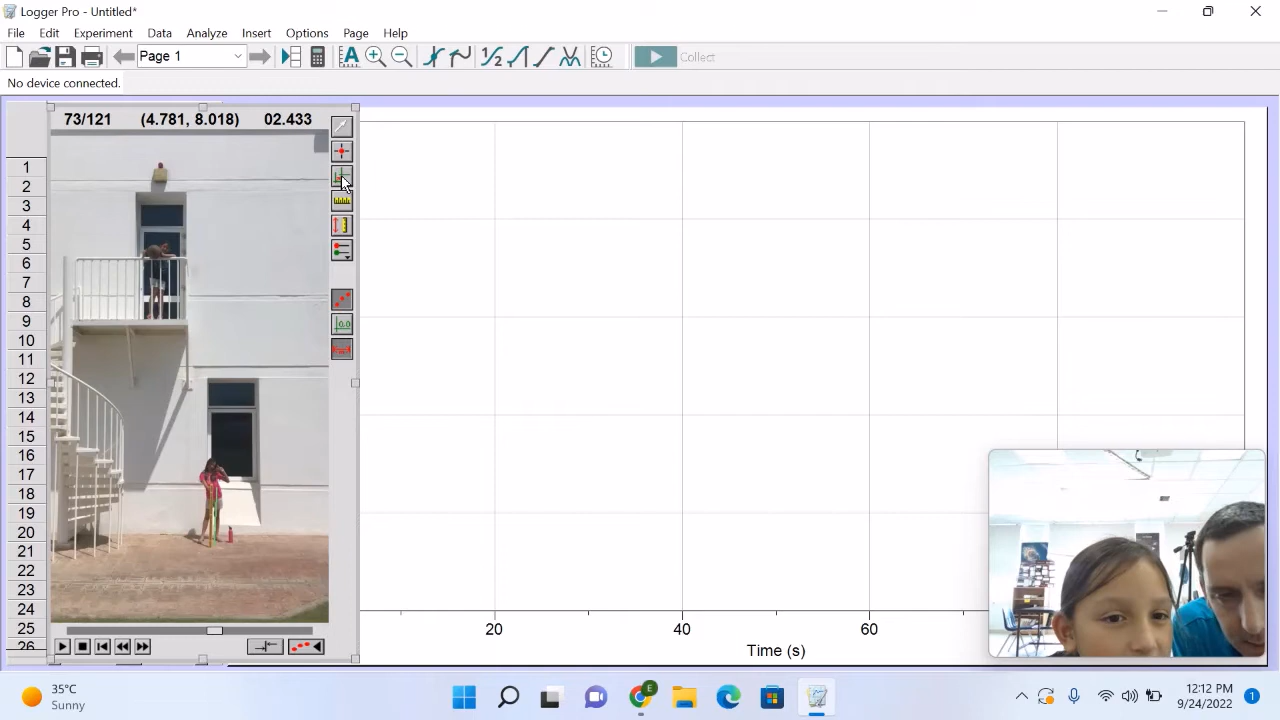 Logger Pro - Untitled*
File Edit Experiment Data Analyze Insert Options Page Help
Page 1 Collect
No device connected.
73/121 (4.781, 8.018) 02.433
1
2
3
4
5
6
7
8
9
10
11
12
13
14
15
16
17
18
19
20
21
22
23
24
25
26
20 40 60
Time (s)
35°C
Sunny
12:12 PM
9/24/2022
1